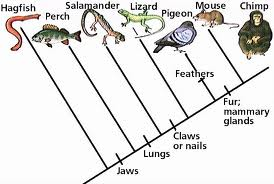 Hagfish
Perch
Salamander
Lizard
Pigeon
Mouse
Chimp
Feathers
Fur;
mammary
glands
Claws
or nails
Lungs
Jaws